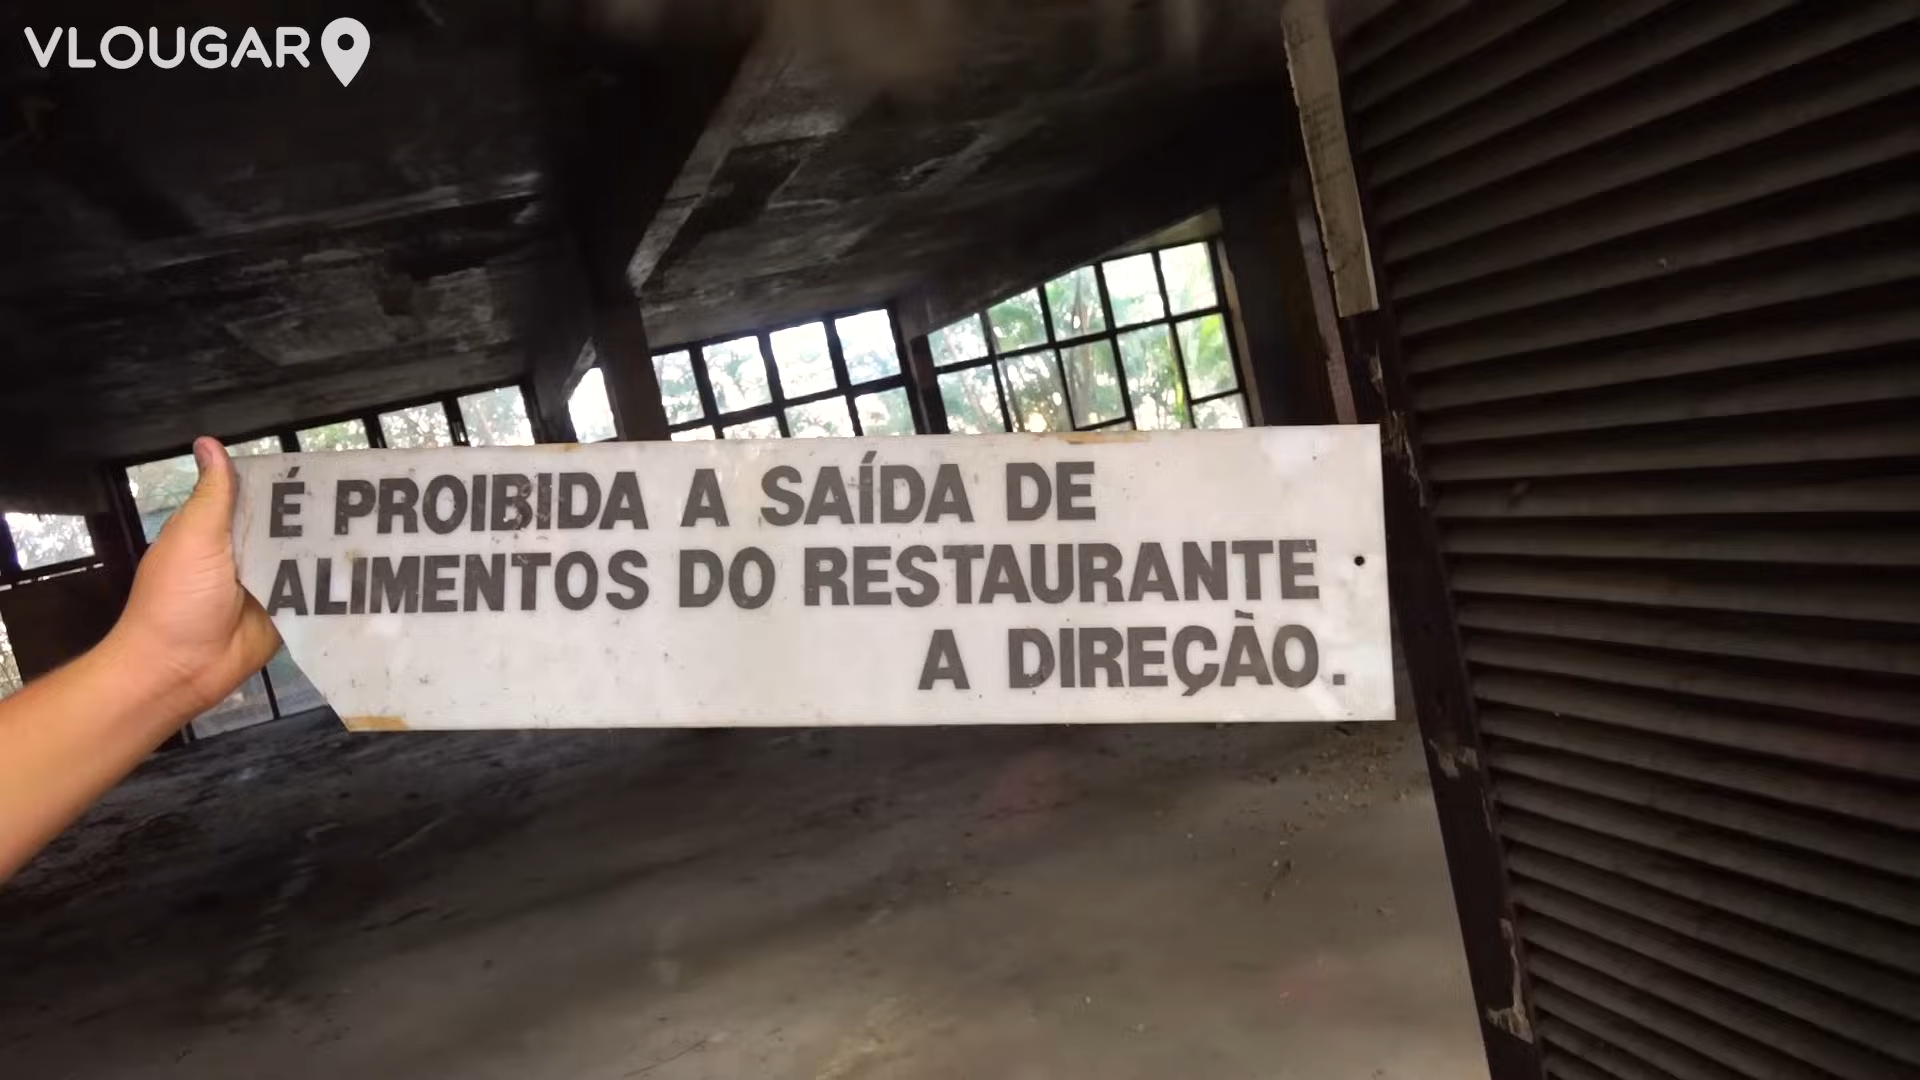 VLOUGAR
É PROIBIDA A SAÍDA DE
ALIMENTOS DO RESTAURANTE
A DIREÇÃO.